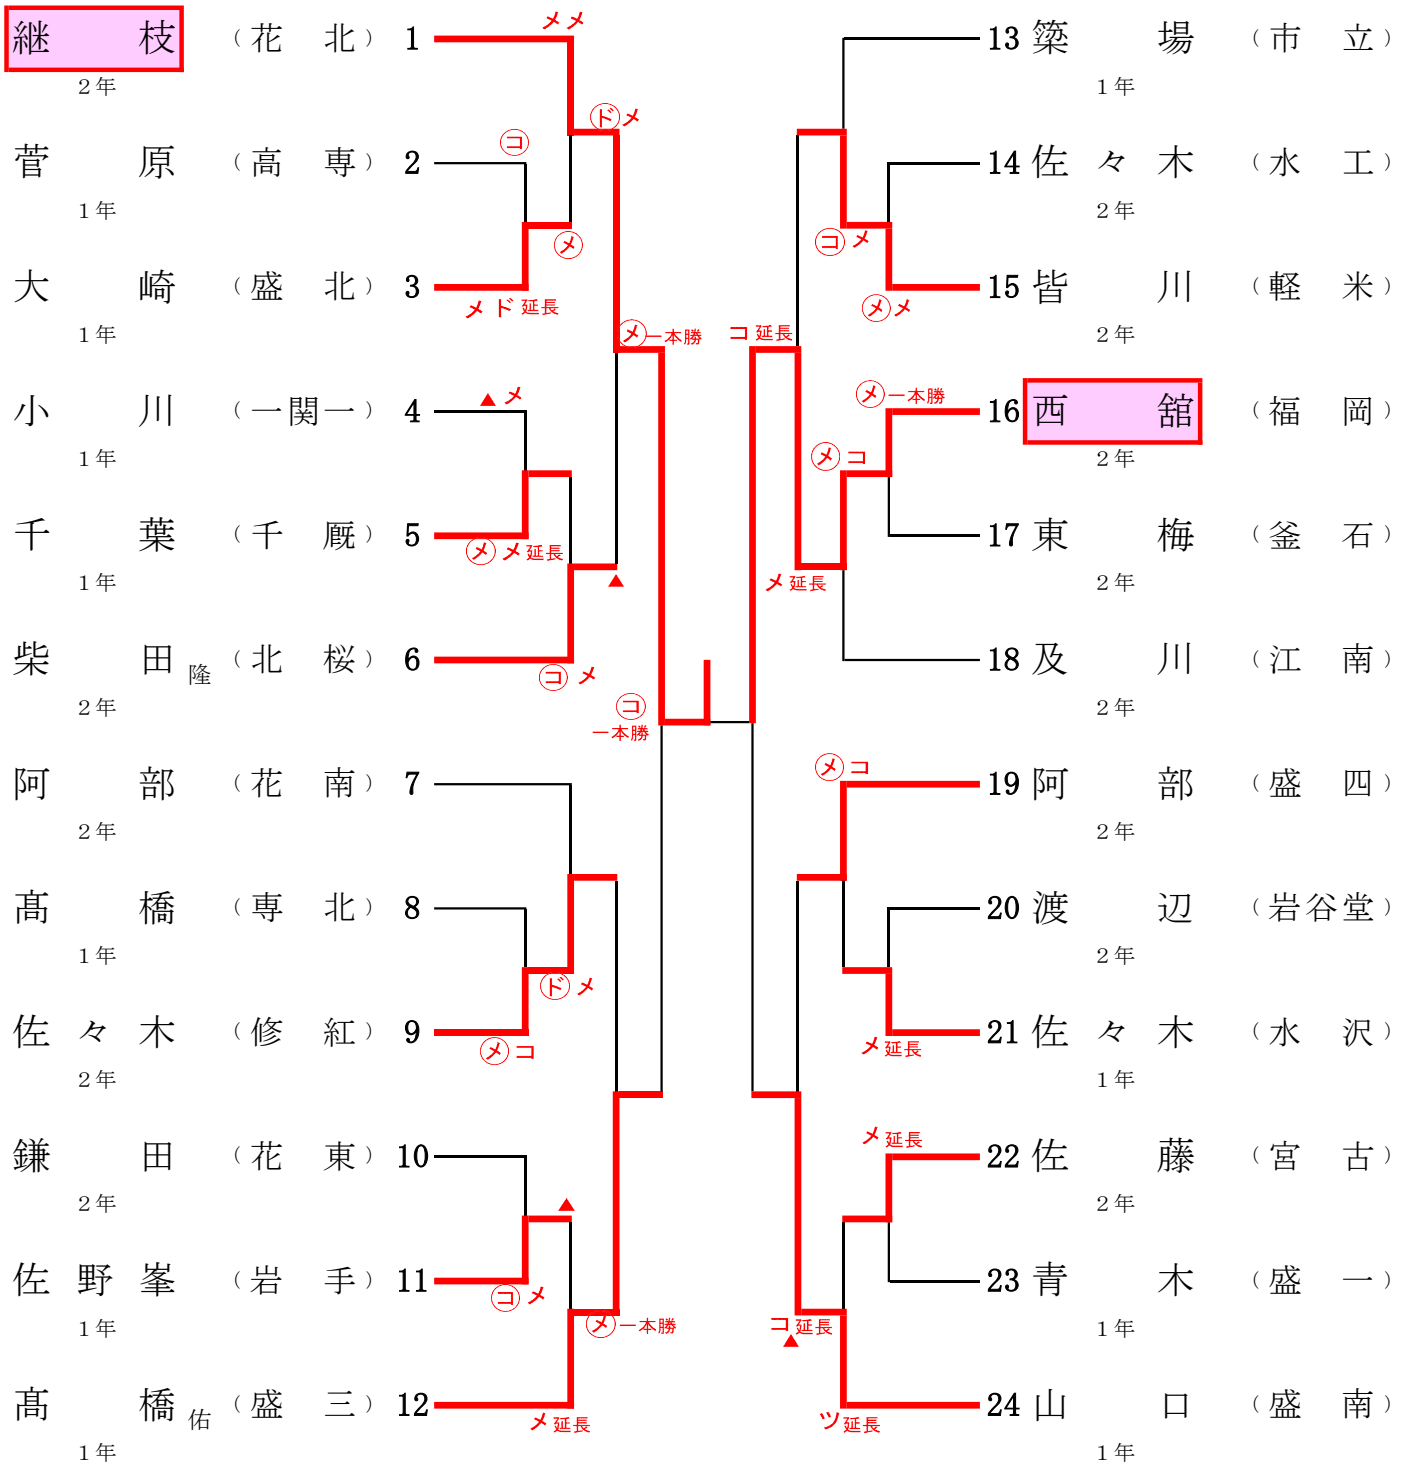 継枝 （花北） 1
2年
菅原 （高専） 2
1年
大崎 （盛北） 3
1年
小川 （一関一） 4
1年
千葉 （千厩） 5
1年
柴田隆 （北桜） 6
2年
阿部 （花南） 7
2年
髙橋 （専北） 8
1年
佐々木 （修紅） 9
2年
鎌田 （花東） 10
2年
佐野峯 （岩手） 11
1年
髙橋佑 （盛三） 12
1年
メメ
ドメ
コ
メ
メド延長
メ一本勝
▲メ
メメ延長
▲
コメ
コ
一本勝
ドメ
メコ
▲
コメ
メ一本勝
メ延長
コメ
メメ
コ延長
メ一本勝
メコ
メ延長
メコ
メ延長
メ延長
コ延長
▲
ツ延長
13 簗場 （市立）
1年
14 佐々木 （水工）
2年
15 皆川 （軽米）
2年
16 西舘 （福岡）
2年
17 東梅 （釜石）
2年
18 及川 （江南）
2年
19 阿部 （盛四）
2年
20 渡辺 （岩谷堂）
2年
21 佐々木 （水沢）
1年
22 佐藤 （宮古）
2年
23 青木 （盛一）
1年
24 山口 （盛南）
1年